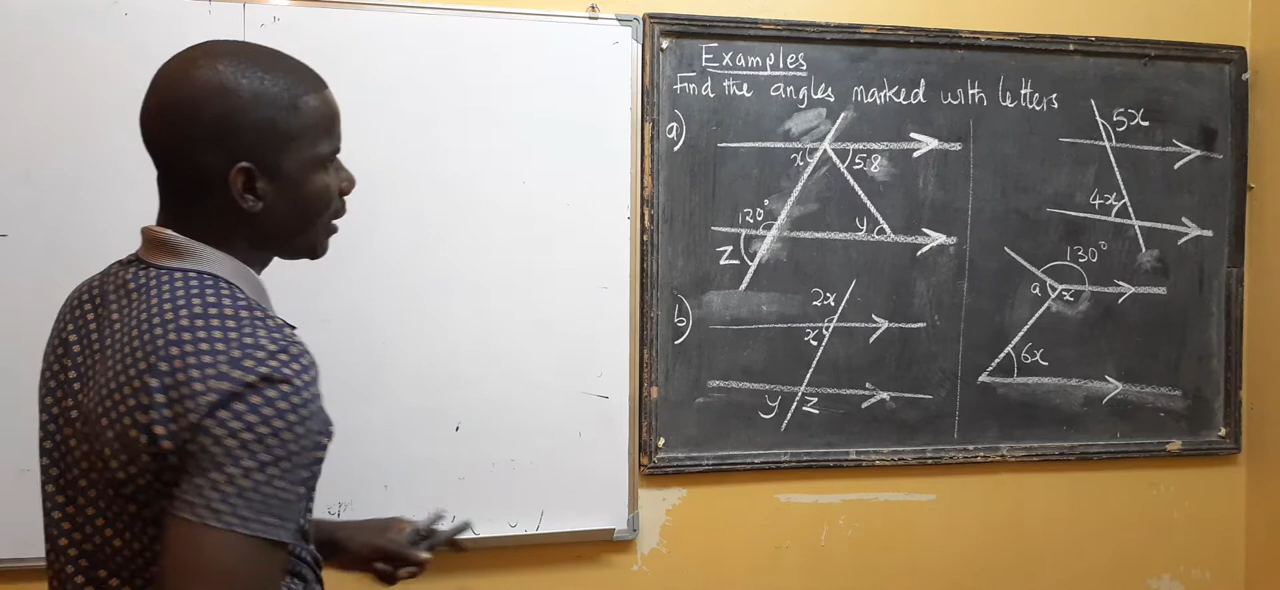 Examples
Find the angles marked with letters
a)
x 58
120°
y
z
b)
2x
x
y z
5x
4x
130°
a x
6x